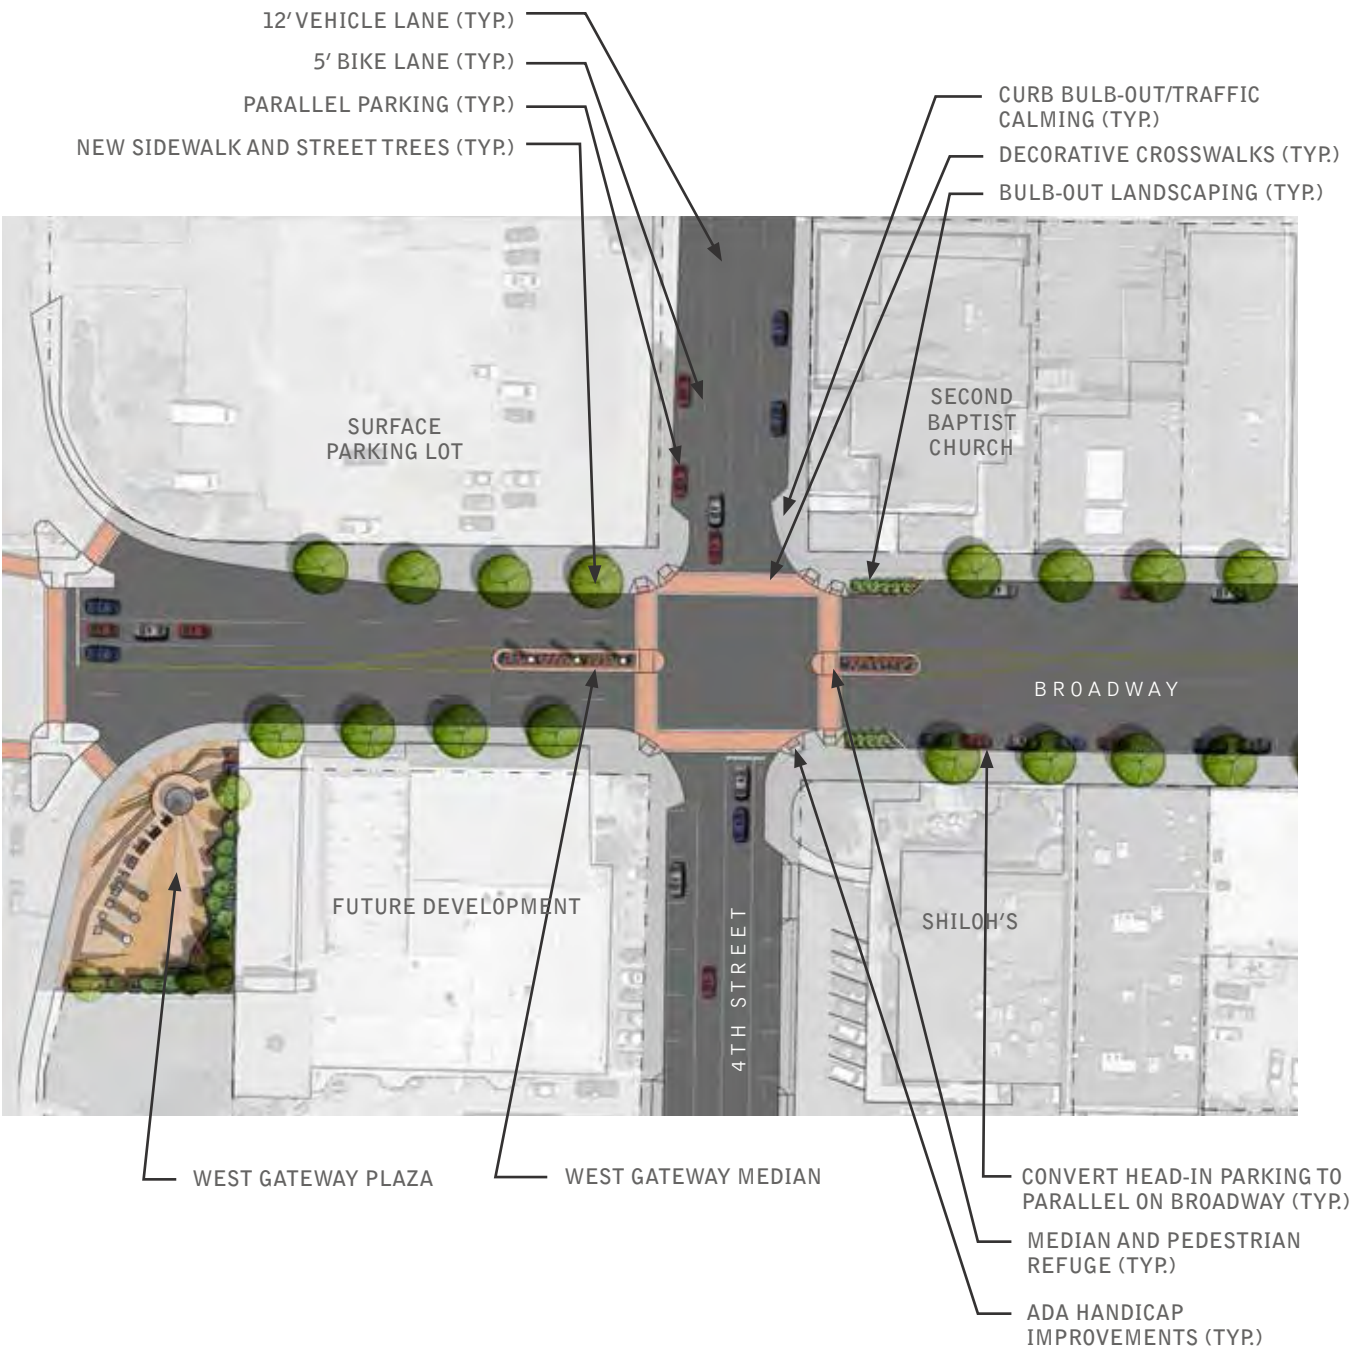 12' VEHICLE LANE (TYP.)
5' BIKE LANE (TYP.)
PARALLEL PARKING (TYP.)
NEW SIDEWALK AND STREET TREES (TYP.)
CURB BULB-OUT/TRAFFIC
CALMING (TYP.)
DECORATIVE CROSSWALKS (TYP.)
BULB-OUT LANDSCAPING (TYP.)
SURFACE
PARKING LOT
SECOND
BAPTIST
CHURCH
BROADWAY
FUTURE DEVELOPMENT
4TH STREET
SHILOH'S
WEST GATEWAY PLAZA
WEST GATEWAY MEDIAN
CONVERT HEAD-IN PARKING TO
PARALLEL ON BROADWAY (TYP.)
MEDIAN AND PEDESTRIAN
REFUGE (TYP.)
ADA HANDICAP
IMPROVEMENTS (TYP.)